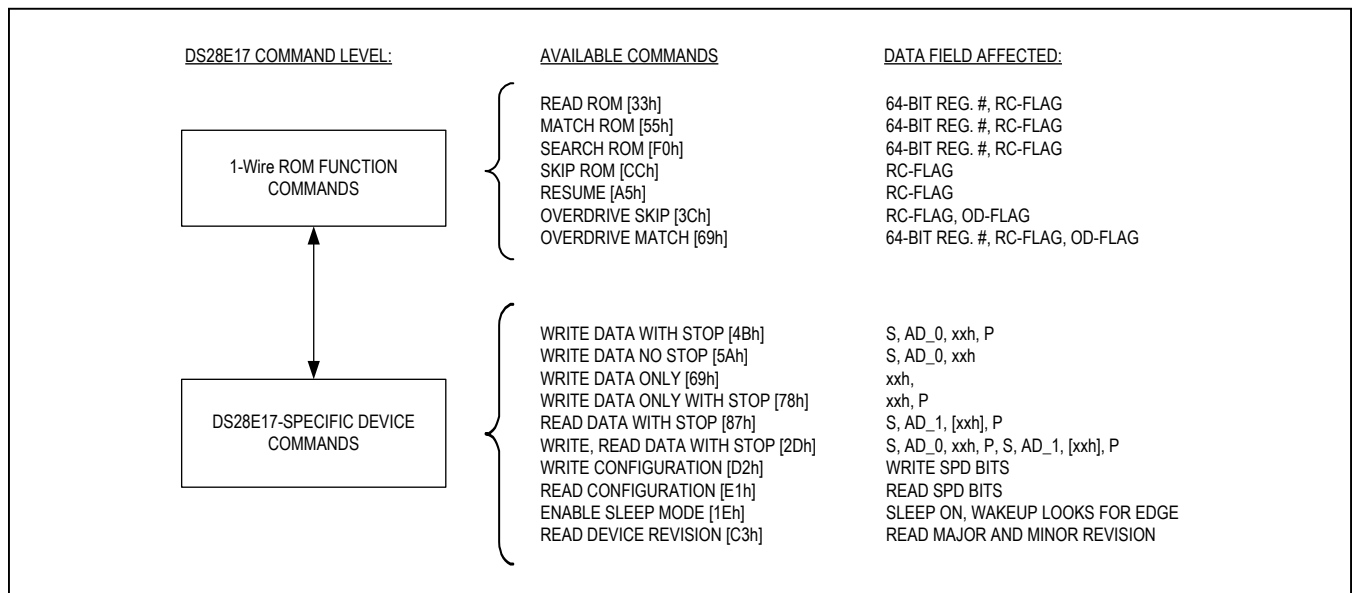 DS28E17 COMMAND LEVEL: AVAILABLE COMMANDS DATA FIELD AFFECTED:
1-Wire ROM FUNCTION
COMMANDS
READ ROM [33h] 64-BIT REG. #, RC-FLAG
MATCH ROM [55h] 64-BIT REG. #, RC-FLAG
SEARCH ROM [F0h] 64-BIT REG. #, RC-FLAG
SKIP ROM [CCh] RC-FLAG
RESUME [A5h] RC-FLAG
OVERDRIVE SKIP [3Ch] RC-FLAG, OD-FLAG
OVERDRIVE MATCH [69h] 64-BIT REG. #, RC-FLAG, OD-FLAG
DS28E17-SPECIFIC DEVICE
COMMANDS
WRITE DATA WITH STOP [4Bh] S, AD_0, xxh, P
WRITE DATA NO STOP [5Ah] S, AD_0, xxh
WRITE DATA ONLY [69h] xxh,
WRITE DATA ONLY WITH STOP [78h] xxh, P
READ DATA WITH STOP [87h] S, AD_1, [xxh], P
WRITE, READ DATA WITH STOP [2Dh] S, AD_0, xxh, P, S, AD_1, [xxh], P
WRITE CONFIGURATION [D2h] WRITE SPD BITS
READ CONFIGURATION [E1h] READ SPD BITS
ENABLE SLEEP MODE [1Eh] SLEEP ON, WAKEUP LOOKS FOR EDGE
READ DEVICE REVISION [C3h] READ MAJOR AND MINOR REVISION